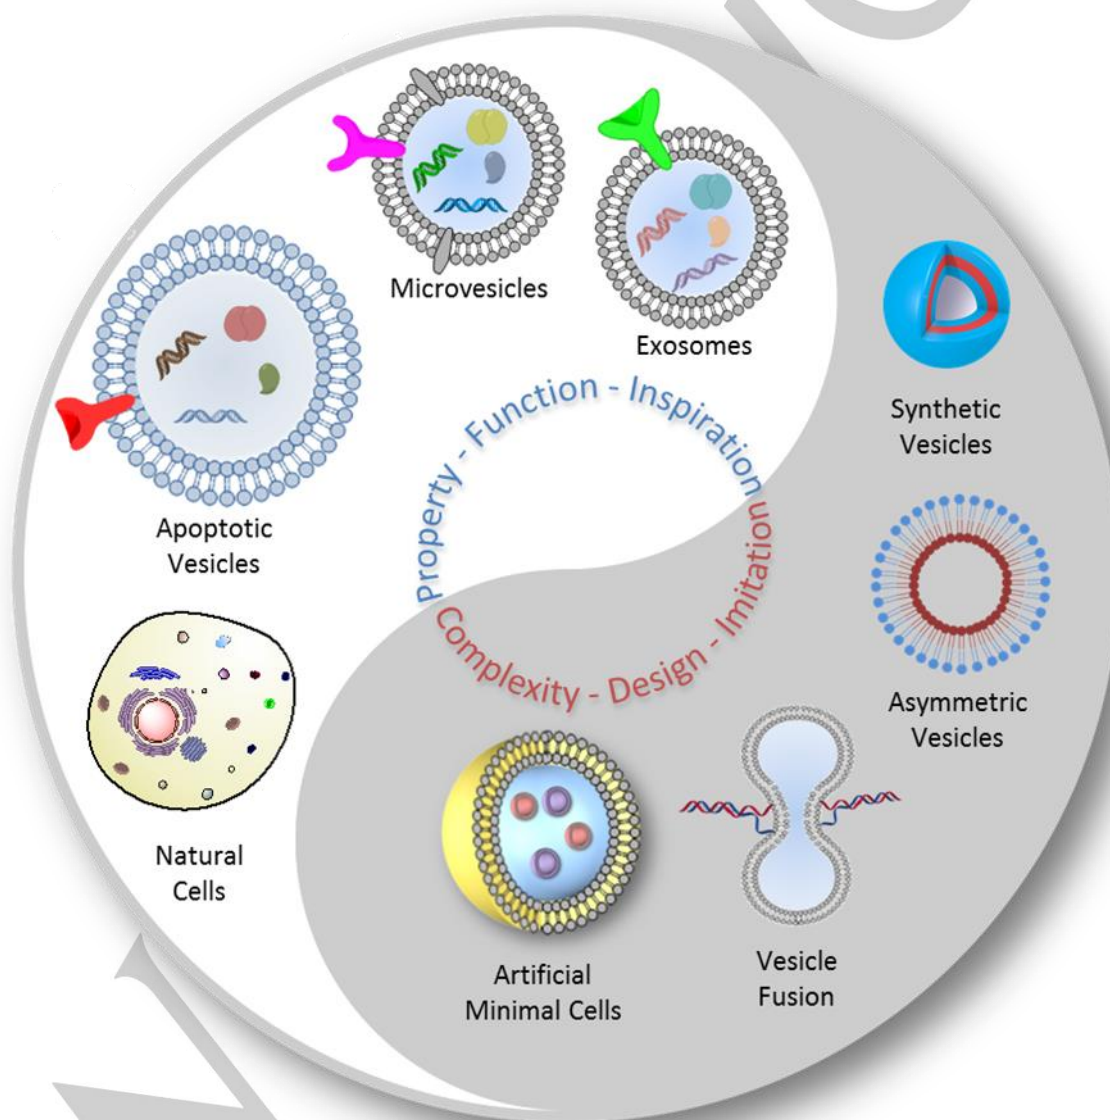 Microvesicles
Exosomes
Synthetic
Vesicles
Apoptotic
Vesicles
Property - Function - Inspiration
Complexity - Design - Imitation
Asymmetric
Vesicles
Natural
Cells
Vesicle
Fusion
Artificial
Minimal Cells